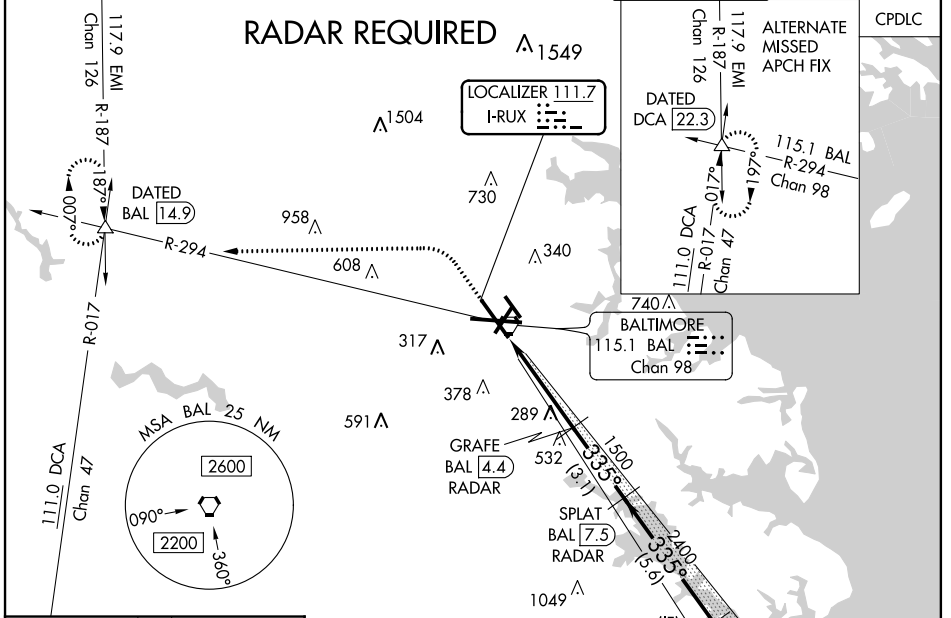 RADAR REQUIRED
1549
117.9 EMI
Chan 126
R-187
187°
007°
DATED
BAL 14.9
R-294
1504
LOCALIZER 111.7
I-RUX
730
958
608
340
317
740
BALTIMORE
115.1 BAL
Chan 98
378
591
289
532
GRAFE
BAL 4.4
RADAR
1500
335°
(3.1)
SPLAT
BAL 7.5
RADAR
2400
335°
(5.6)
1049
R-017
111.0 DCA
Chan 47
MSA BAL 25 NM
2600
090°
2200
360°
117.9 EMI
R-187
Chan 126
ALTERNATE
MISSED
APCH FIX
DATED
DCA 22.3
115.1 BAL
R-294
Chan 98
017°
197°
111.0 DCA
R-017
Chan 47
CPDLC